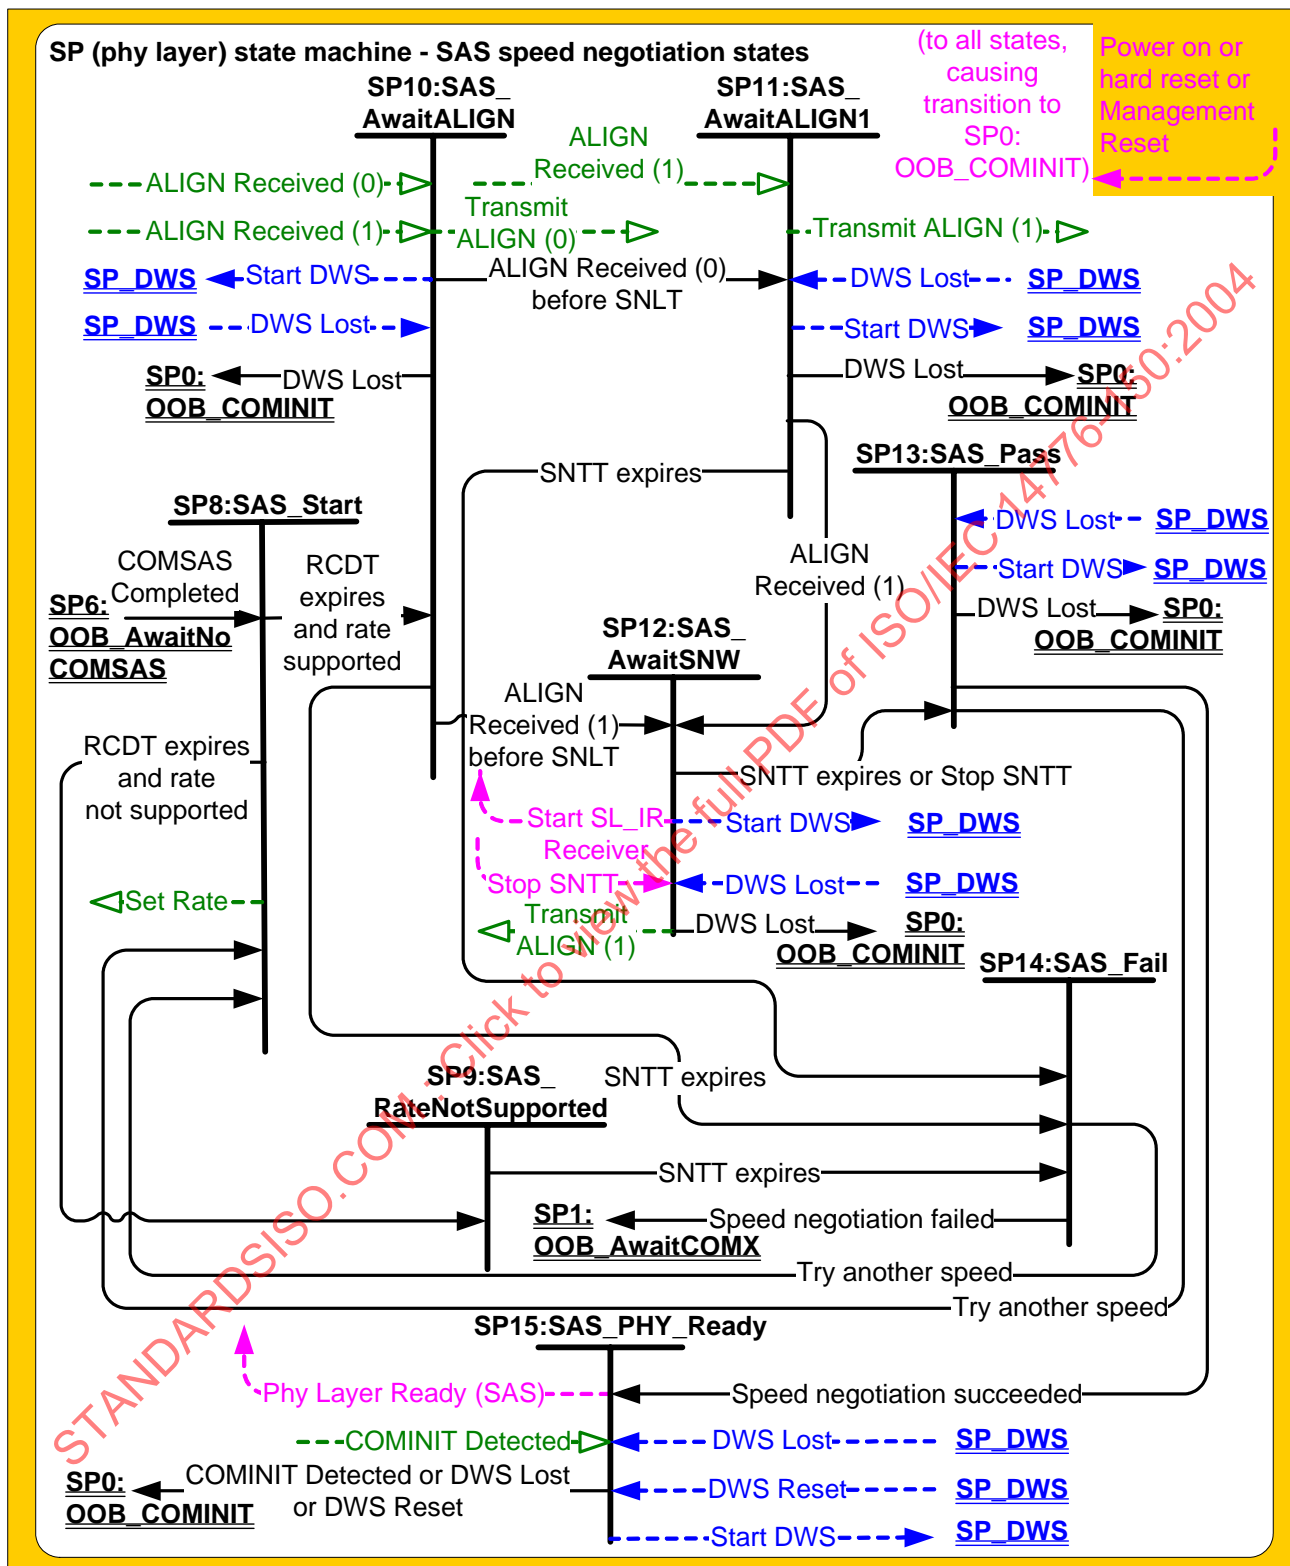 SP (phy layer) state machine - SAS speed negotiation states
(to all states,
causing
transition to
SP0:
OOB_COMINIT)
Power on or
hard reset or
Management
Reset
SP10:SAS_
AwaitALIGN
SP11:SAS_
AwaitALIGN1
ALIGN
Received (1)
ALIGN Received (0)
ALIGN Received (1)
Transmit
ALIGN (0)
Transmit ALIGN (1)
SP_DWS
Start DWS
ALIGN Received (0)
before SNLT
DWS Lost
SP_DWS
SP_DWS
DWS Lost
Start DWS
SP_DWS
SP0:
OOB_COMINIT
DWS Lost
DWS Lost
SP0:
OOB_COMINIT
SNTT expires
SP13:SAS_Pass
SP8:SAS_Start
DWS Lost
SP_DWS
Start DWS
SP_DWS
DWS Lost
SP0:
OOB_COMINIT
COMSAS
Completed
SP6:
OOB_AwaitNo
COMSAS
RCDT
expires
and rate
supported
ALIGN
Received (1)
SP12:SAS_
AwaitSNW
ALIGN
Received (1)
before SNLT
RCDT expires
and rate
not supported
SNTT expires or Stop SNTT
Start SL_IR
Receiver
Start DWS
SP_DWS
Stop SNTT
DWS Lost
SP_DWS
Set Rate
Transmit
ALIGN (1)
DWS Lost
SP0:
OOB_COMINIT
SP14:SAS_Fail
SP9:SAS_
RateNotSupported
SNTT expires
SNTT expires
SP1:
OOB_AwaitCOMX
Speed negotiation failed
Try another speed
Try another speed
SP15:SAS_PHY_Ready
Phy Layer Ready (SAS)
Speed negotiation succeeded
COMINIT Detected
DWS Lost
SP_DWS
SP0:
OOB_COMINIT
COMINIT Detected or DWS Lost
or DWS Reset
DWS Reset
SP_DWS
Start DWS
SP_DWS
STANDARDSISO.COM : Click to view the full PDF of ISO/IEC 14776-150:2004